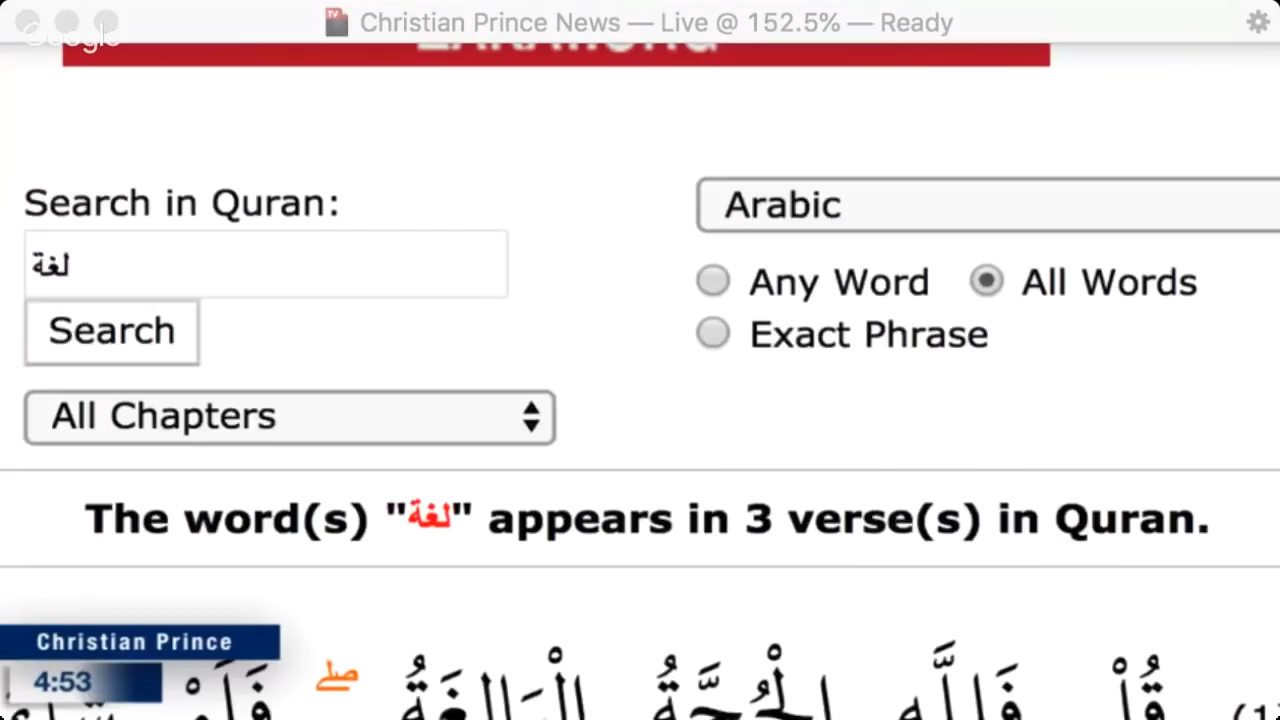 Christian Prince News — Live @ 152.5% — Ready
Google
Search in Quran:
Arabic
لغة
Any Word
All Words
Search
Exact Phrase
All Chapters
The word(s) "لغة" appears in 3 verse(s) in Quran.
قُلْ فَلِلَّهِ الْحُجَّةُ الْبَالِغَةُ ۖ
Christian Prince
4:53